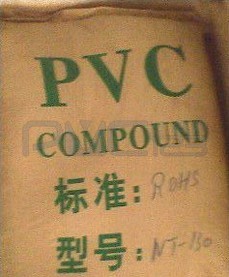 PVC
COMPOUND
标准: ROHS
型号: NT-130